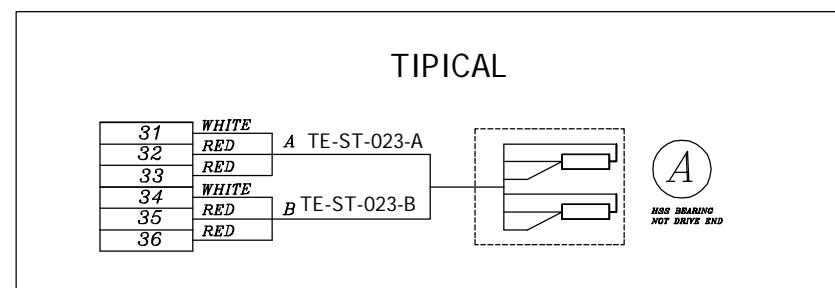 TIPICAL
31 WHITE
32 RED A TE-ST-023-A
33 RED
34 WHITE
35 RED B TE-ST-023-B
36 RED
A
HSS BEARING
NOT DRIVE END